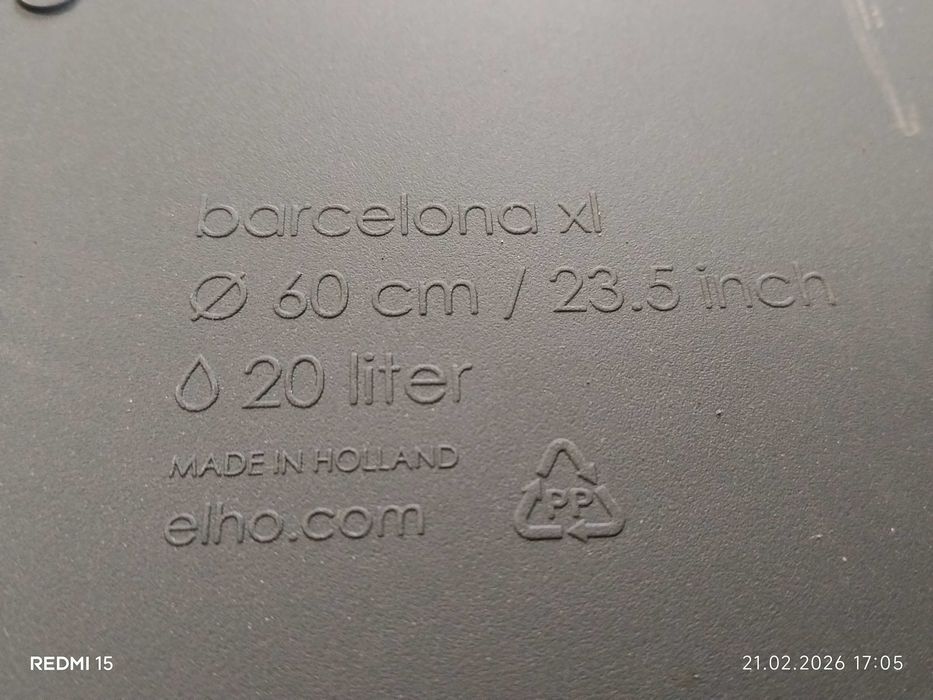 barcelona xl
Ø 60 cm / 23.5 inch
20 liter
MADE IN HOLLAND
elho.com
PP
REDMI 15
21.02.2026 17:05